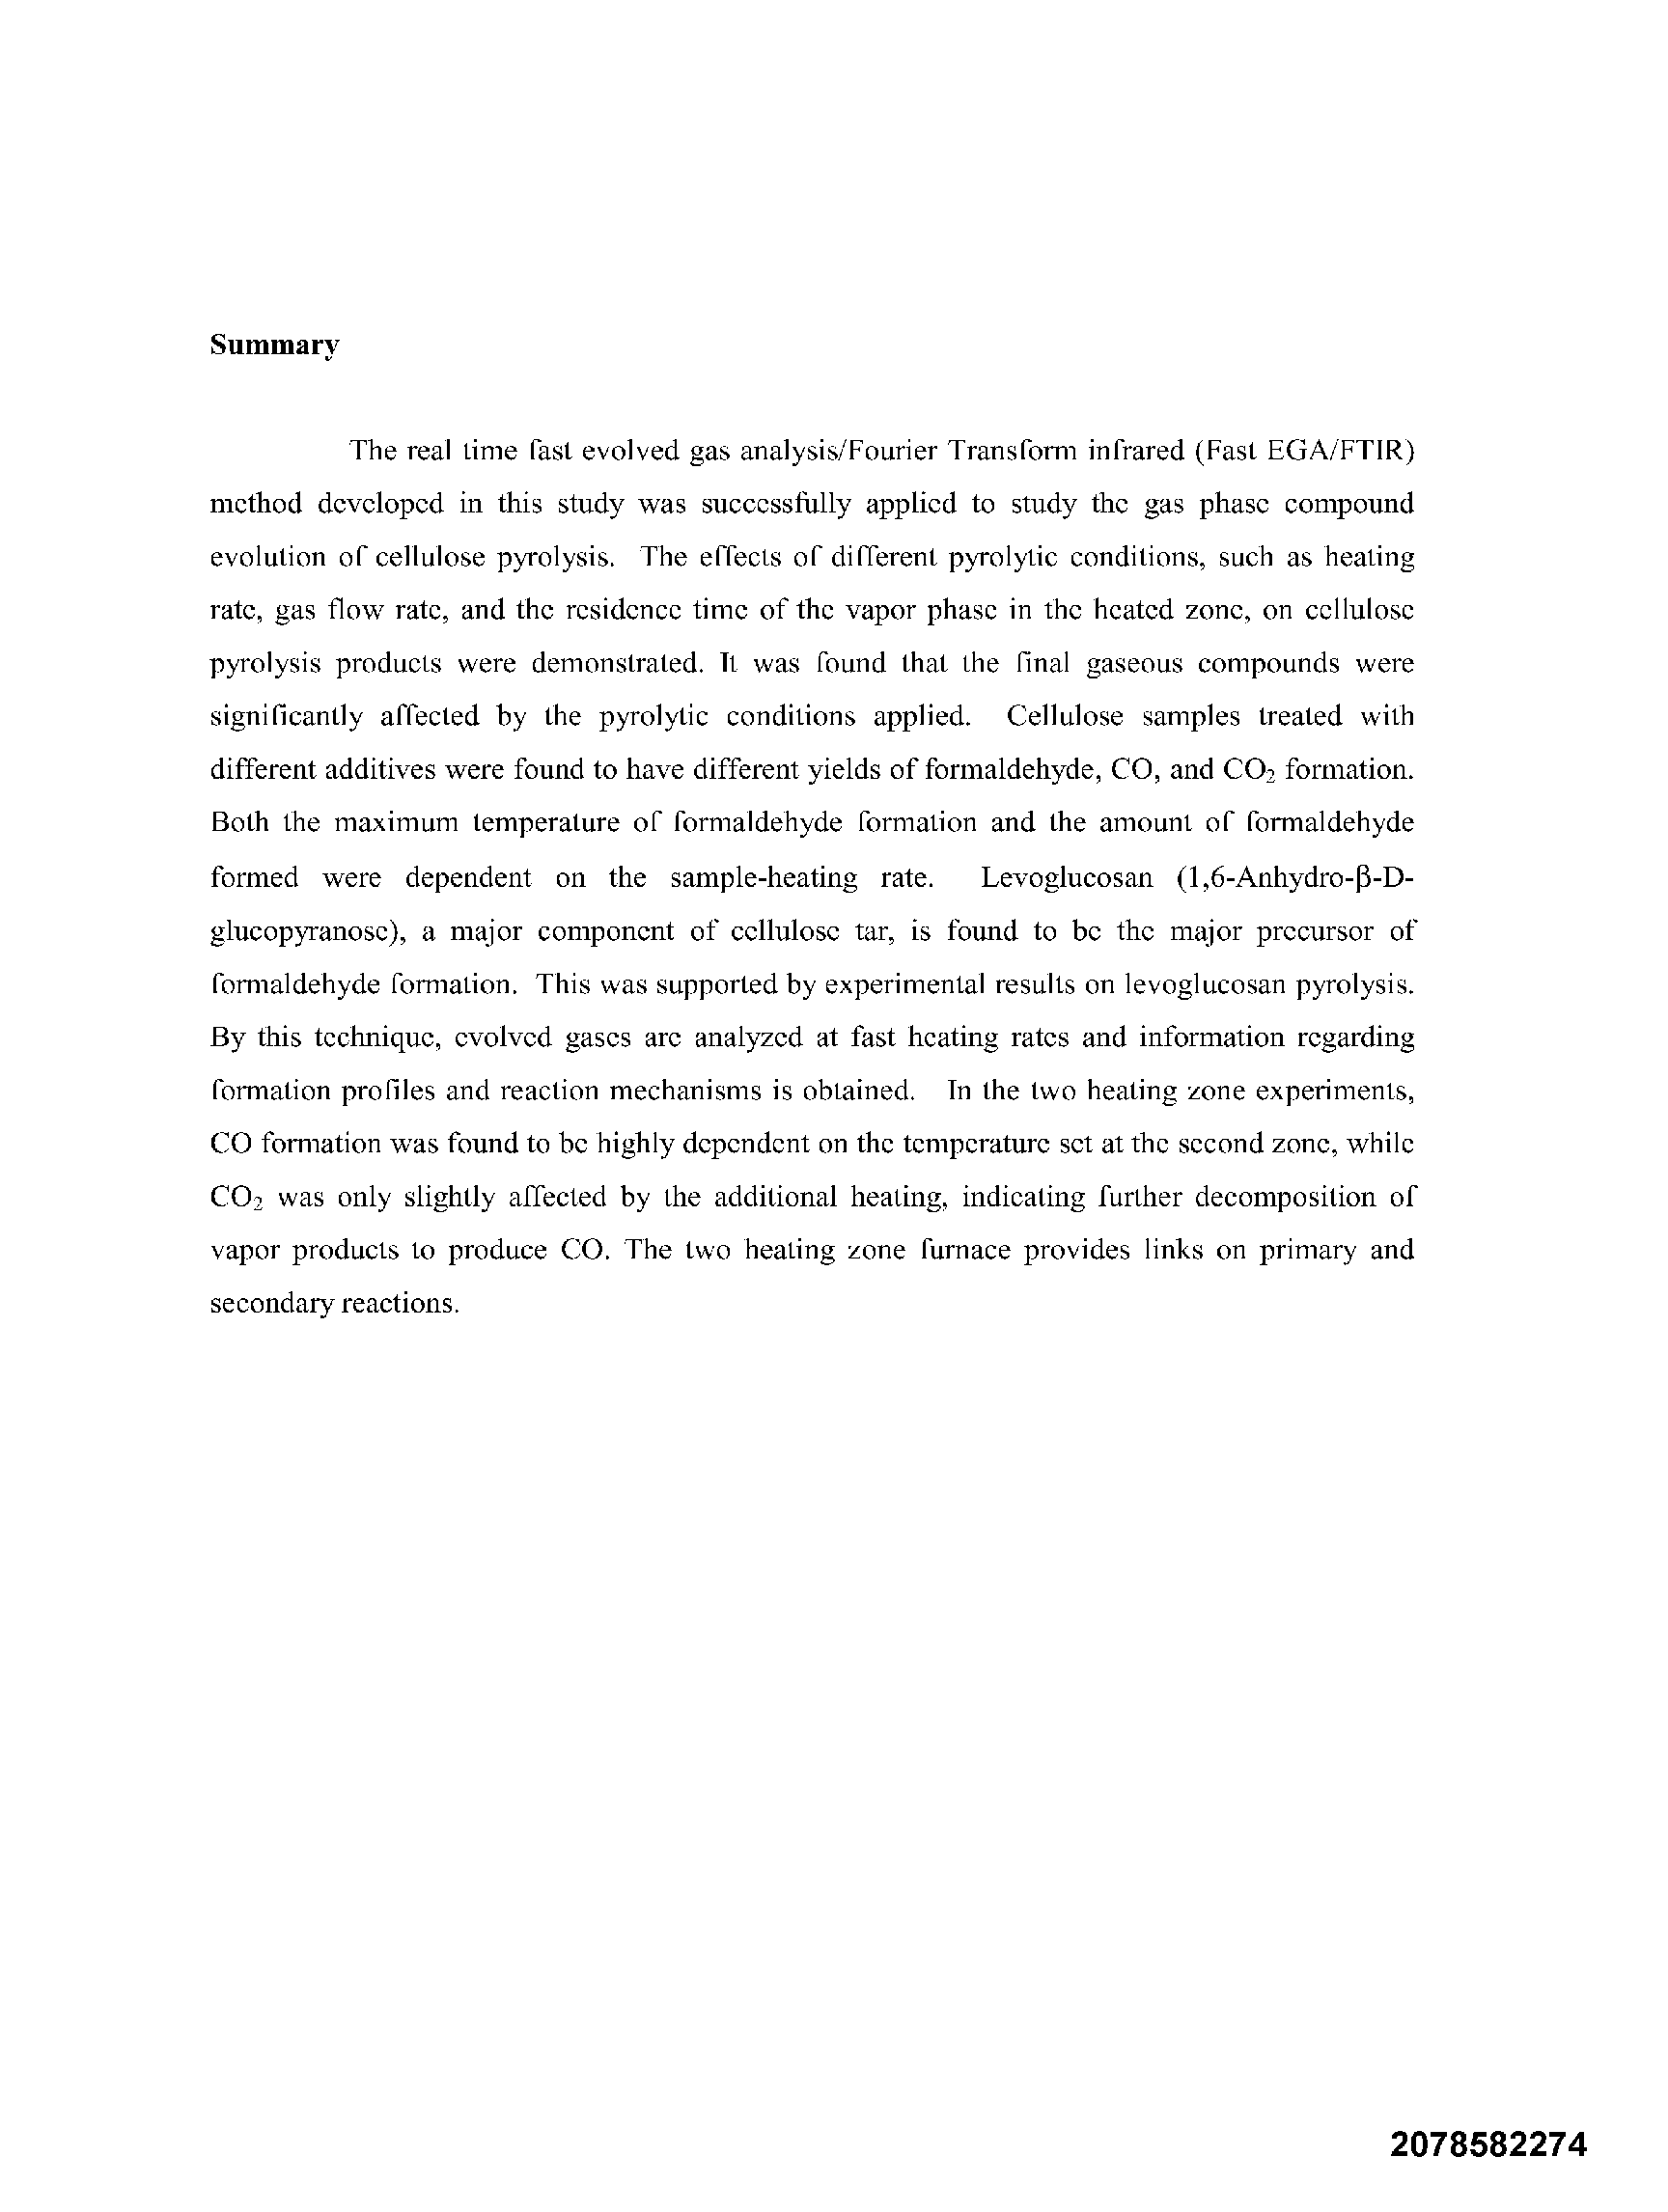 Summary
The real time fast evolved gas analysis/Fourier Transform infrared (Fast EGA/FTIR)
method developed in this study was successfully applied to study the gas phase compound
evolution of cellulose pyrolysis. The effects of different pyrolytic conditions, such as heating
rate, gas flow rate, and the residence time of the vapor phase in the heated zone, on cellulose
pyrolysis products were demonstrated. It was found that the final gaseous compounds were
significantly affected by the pyrolytic conditions applied. Cellulose samples treated with
different additives were found to have different yields of formaldehyde, CO, and CO₂ formation.
Both the maximum temperature of formaldehyde formation and the amount of formaldehyde
formed were dependent on the sample-heating rate. Levoglucosan (1,6-Anhydro-β-D-
glucopyranose), a major component of cellulose tar, is found to be the major precursor of
formaldehyde formation. This was supported by experimental results on levoglucosan pyrolysis.
By this technique, evolved gases are analyzed at fast heating rates and information regarding
formation profiles and reaction mechanisms is obtained. In the two heating zone experiments,
CO formation was found to be highly dependent on the temperature set at the second zone, while
CO₂ was only slightly affected by the additional heating, indicating further decomposition of
vapor products to produce CO. The two heating zone furnace provides links on primary and
secondary reactions.
2078582274